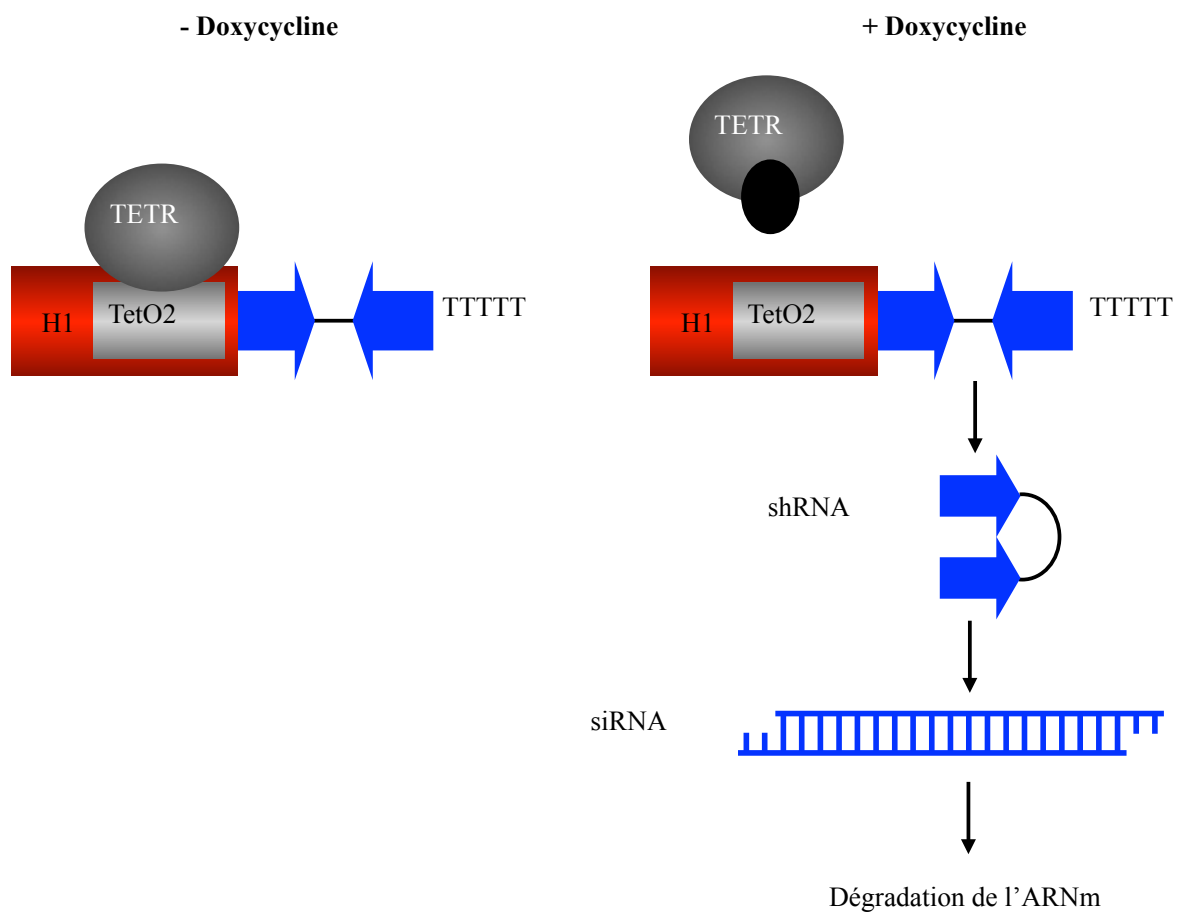 - Doxycycline
TETR
H1
TetO2
TTTTT
+ Doxycycline
TETR
H1
TetO2
TTTTT
shRNA
siRNA
Dégradation de l’ARNm